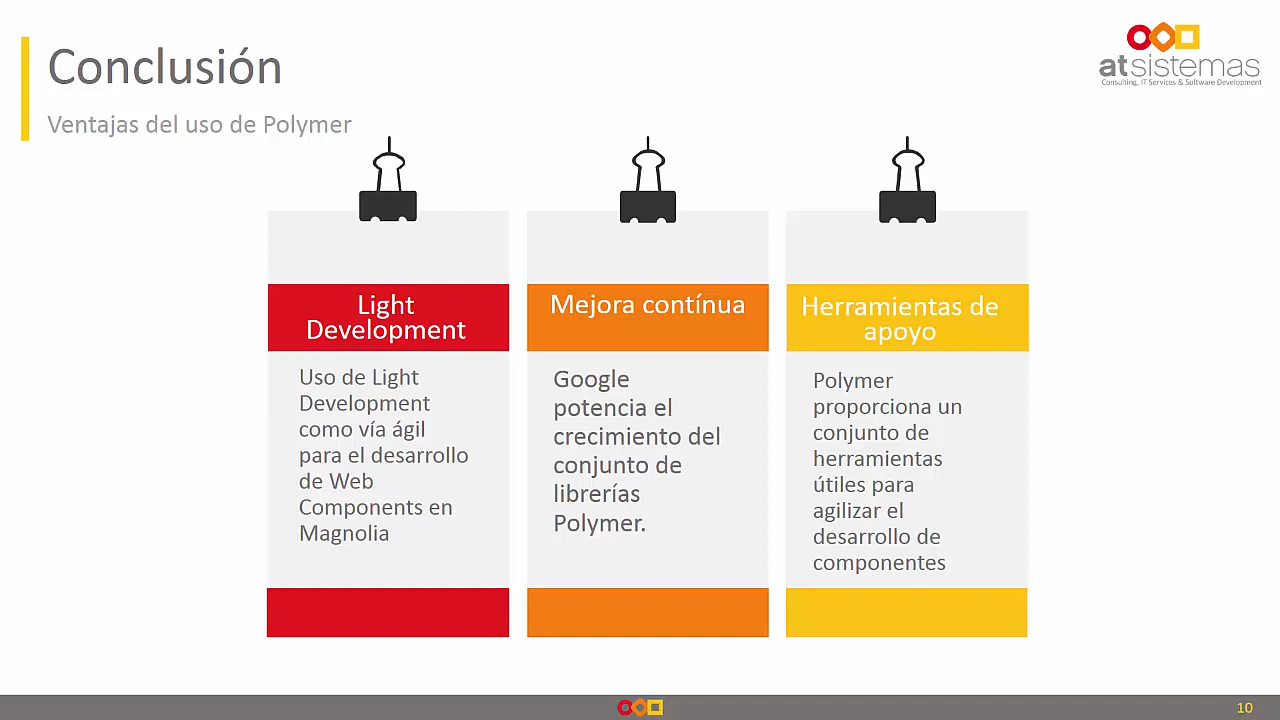 Conclusión
Ventajas del uso de Polymer
atsistemas
Consulting, IT Services & Software Development
Light
Development
Uso de Light
Development
como vía ágil
para el desarrollo
de Web
Components en
Magnolia
Mejora contínua
Google
potencia el
crecimiento del
conjunto de
librerías
Polymer.
Herramientas de
apoyo
Polymer
proporciona un
conjunto de
herramientas
útiles para
agilizar el
desarrollo de
componentes
10